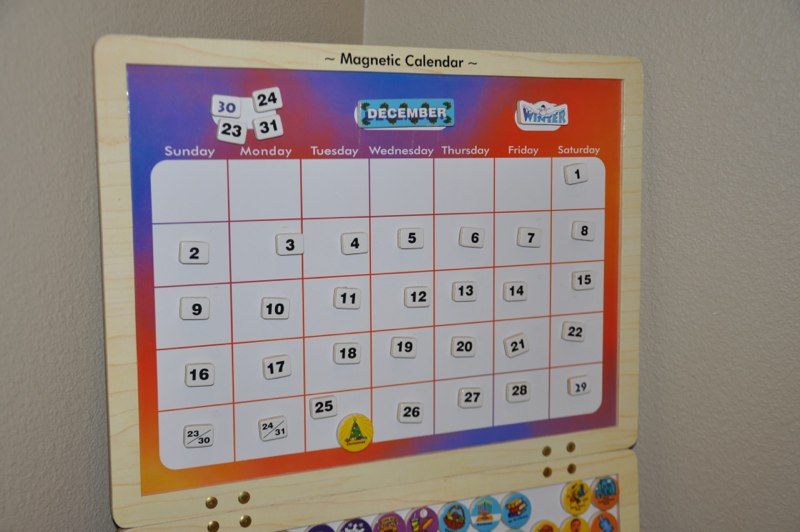 ~ Magnetic Calendar ~
30 24
23 31
DECEMBER
WINTER
Sunday Monday Tuesday Wednesday Thursday Friday Saturday
1
2 3 4 5 6 7 8
9 10 11 12 13 14 15
16 17 18 19 20 21 22
23/30 24/31 25 26 27 28 29